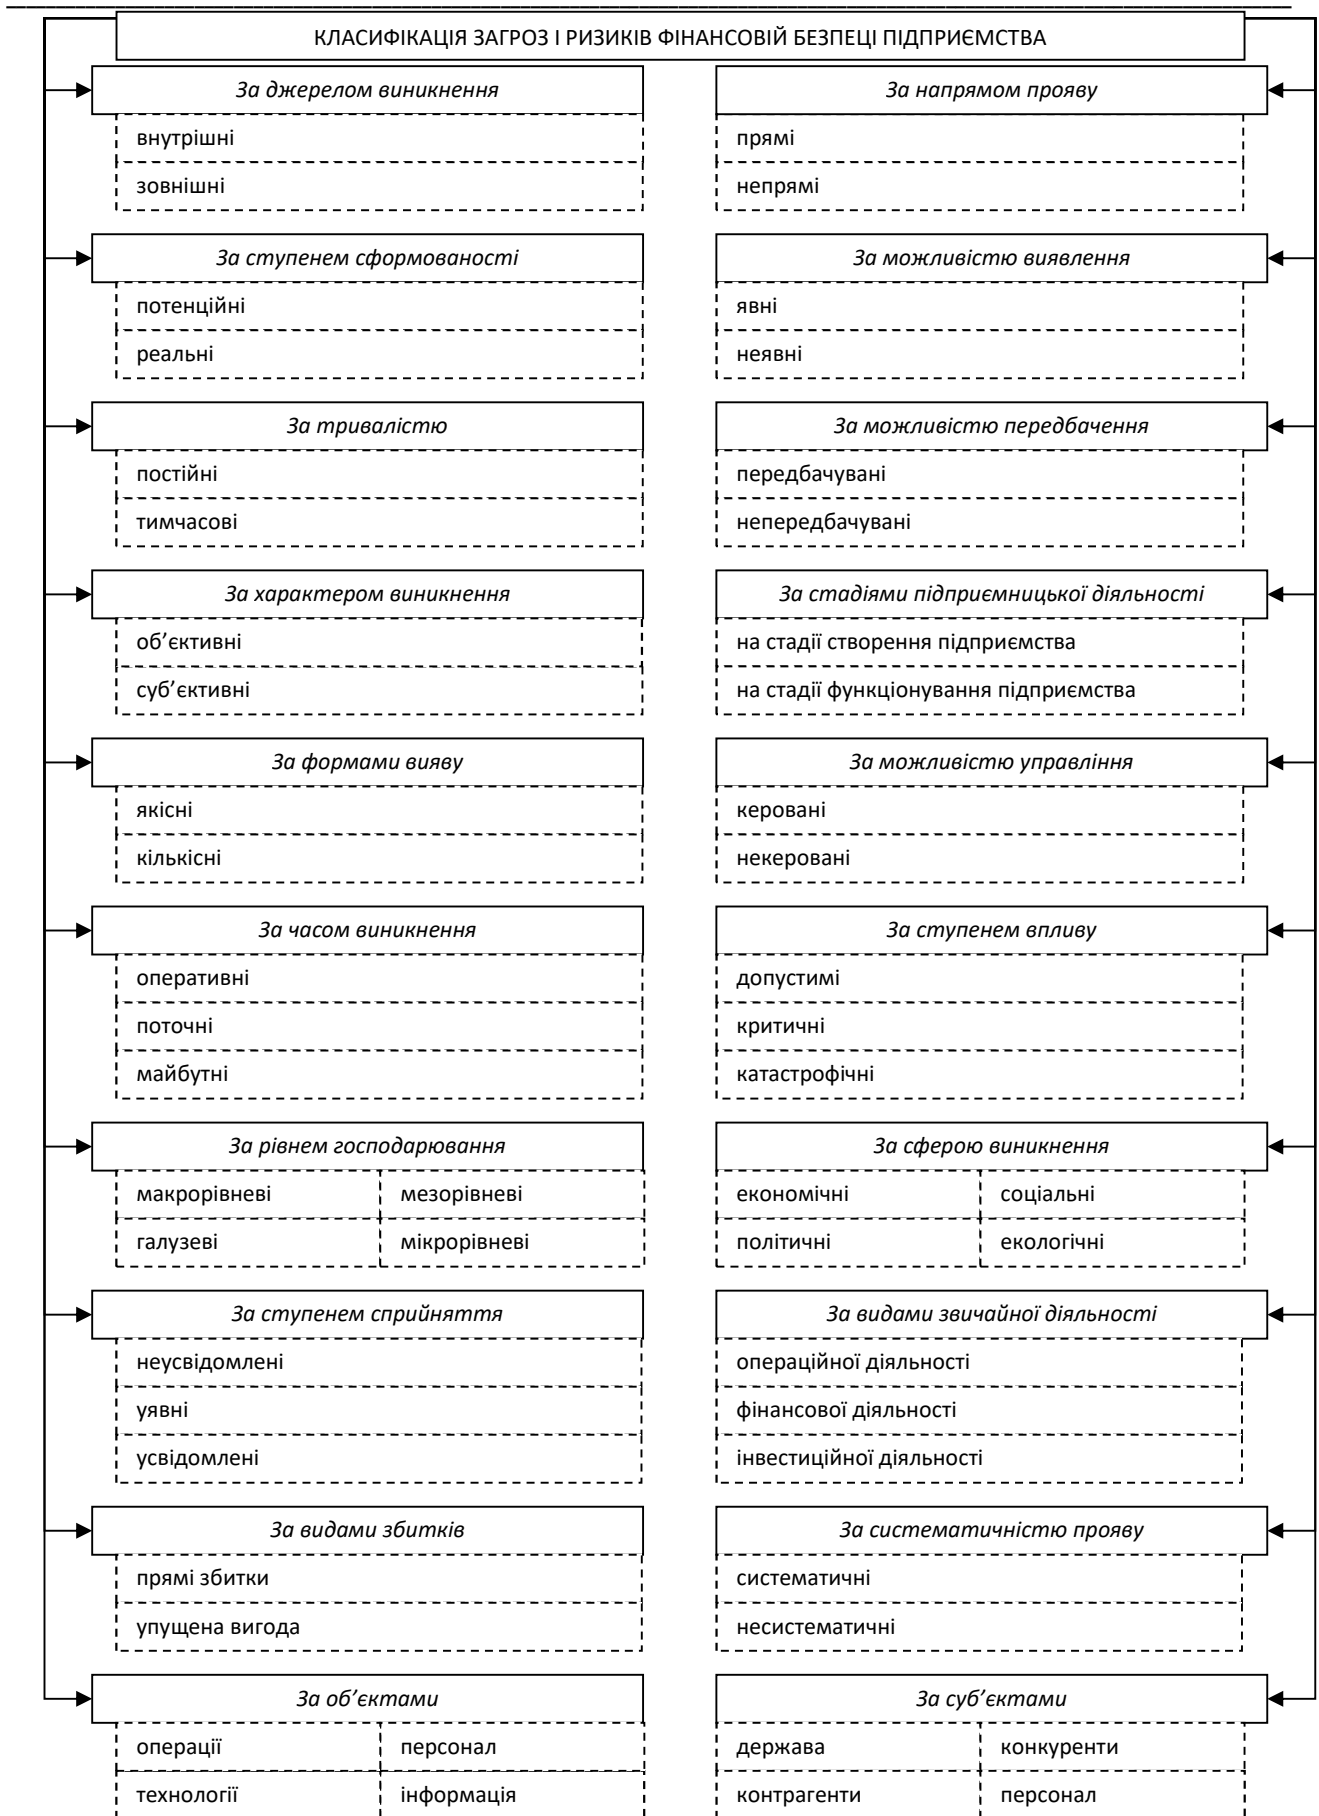 КЛАСИФІКАЦІЯ ЗАГРОЗ І РИЗИКІВ ФІНАНСОВІЙ БЕЗПЕЦІ ПІДПРИЄМСТВА
За джерелом виникнення
внутрішні
зовнішні
За напрямом прояву
прямі
непрямі
За ступенем сформованості
потенційні
реальні
За можливістю виявлення
явні
неявні
За тривалістю
постійні
тимчасові
За можливістю передбачення
передбачувані
непередбачувані
За характером виникнення
об’єктивні
суб’єктивні
За стадіями підприємницької діяльності
на стадії створення підприємства
на стадії функціонування підприємства
За формами вияву
якісні
кількісні
За можливістю управління
керовані
некеровані
За часом виникнення
оперативні
поточні
майбутні
За ступенем впливу
допустимі
критичні
катастрофічні
За рівнем господарювання
макрорівневі мезорівневі
галузеві мікрорівневі
За сферою виникнення
економічні соціальні
політичні екологічні
За ступенем сприйняття
неусвідомлені
уявні
усвідомлені
За видами звичайної діяльності
операційної діяльності
фінансової діяльності
інвестиційної діяльності
За видами збитків
прямі збитки
упущена вигода
За систематичністю прояву
систематичні
несистематичні
За об’єктами
операції персонал
технології інформація
За суб’єктами
держава конкуренти
контрагенти персонал